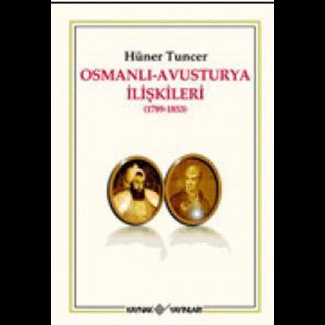 Hüner Tuncer
OSMANLI-AVUSTURYA
İLİŞKİLERİ
(1789-1853)
KAYNAK YAYINLARI